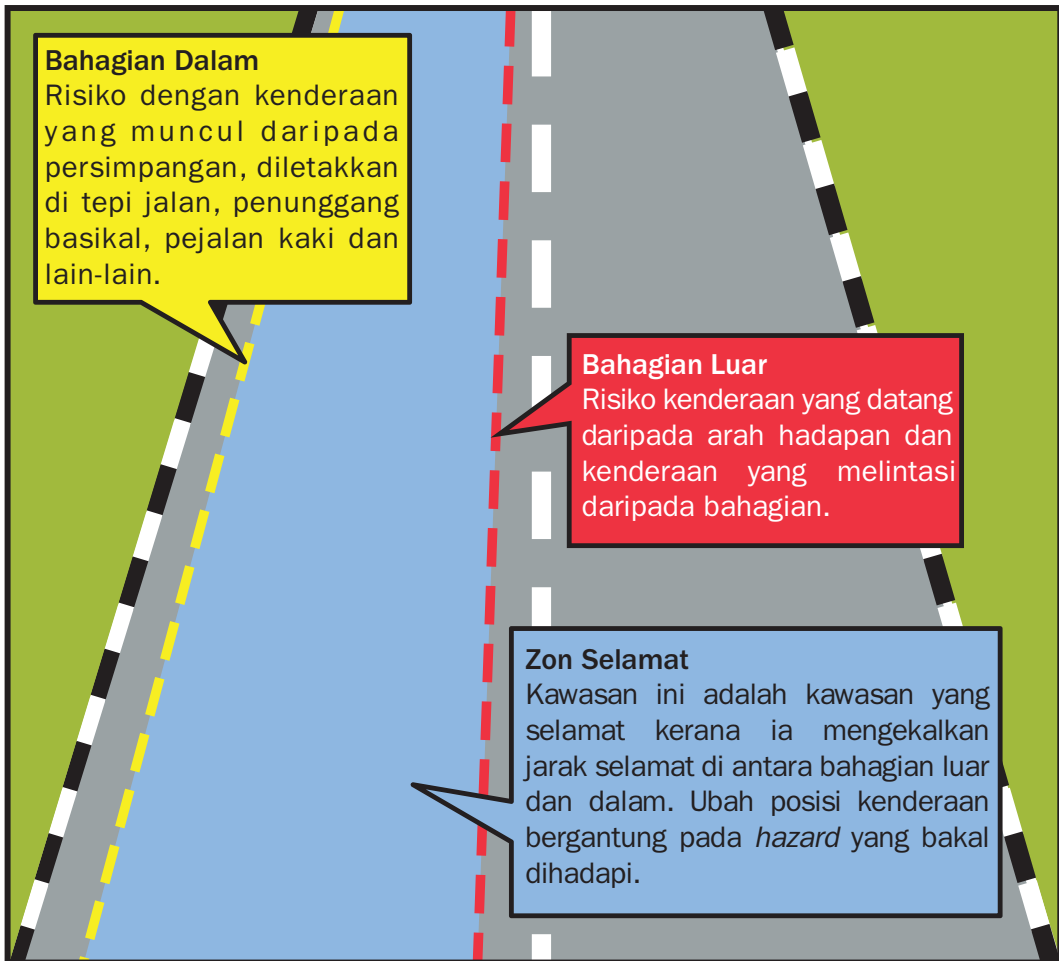 Bahagian Dalam
Risiko dengan kenderaan
yang muncul daripada
persimpangan, diletakkan
di tepi jalan, penunggang
basikal, pejalan kaki dan
lain-lain.
Bahagian Luar
Risiko kenderaan yang datang
daripada arah hadapan dan
kenderaan yang melintasi
daripada bahagian.
Zon Selamat
Kawasan ini adalah kawasan yang
selamat kerana ia mengekalkan
jarak selamat di antara bahagian luar
dan dalam. Ubah posisi kenderaan
bergantung pada hazard yang bakal
dihadapi.